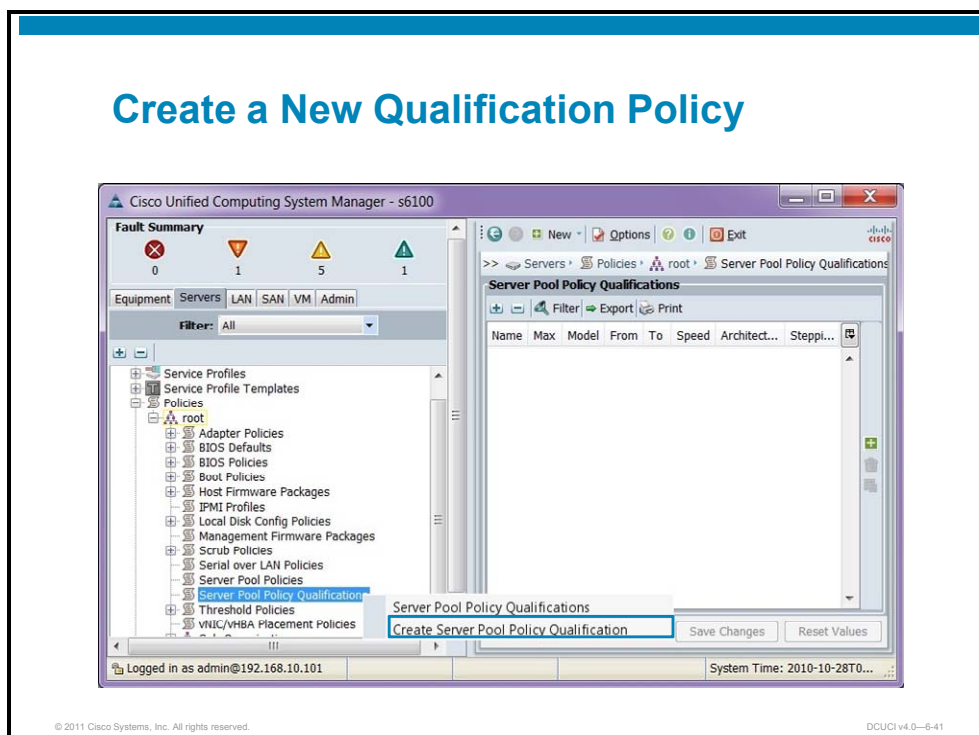 Create a New Qualification Policy
Cisco Unified Computing System Manager - s6100
Fault Summary
0 1 5 1
Equipment Servers LAN SAN VM Admin
Filter: All
Service Profiles
Service Profile Templates
Policies
root
Adapter Policies
BIOS Defaults
BIOS Policies
Boot Policies
Host Firmware Packages
IPMI Profiles
Local Disk Config Policies
Management Firmware Packages
Scrub Policies
Serial over LAN Policies
Server Pool Policies
Server Pool Policy Qualification
Threshold Policies
vNIC/vHBA Placement Policies
New Options Exit
CISCO
>> Servers Policies root Server Pool Policy Qualifications
Server Pool Policy Qualifications
Filter Export Print
Name Max Model From To Speed Architect... Steppi...
Server Pool Policy Qualifications
Create Server Pool Policy Qualification
Save Changes Reset Values
Logged in as admin@192.168.10.101
System Time: 2010-10-28T0...
© 2011 Cisco Systems, Inc. All rights reserved.
DCUCI v4.0—6-41